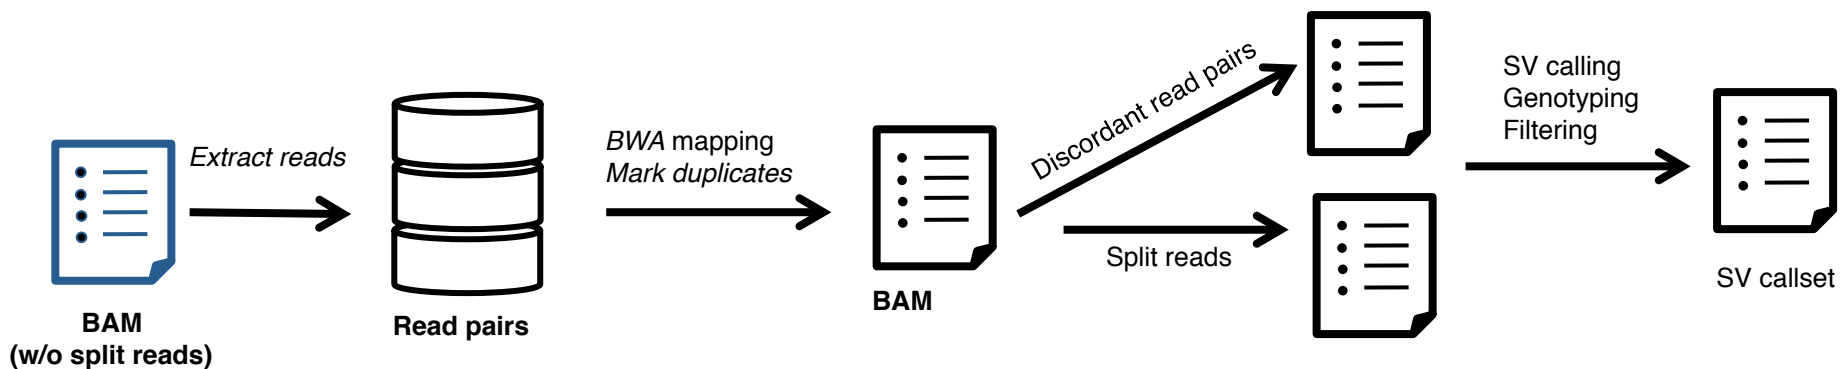 Extract reads
BAM
(w/o split reads)
Read pairs
BWA mapping
Mark duplicates
BAM
Discordant read pairs
Split reads
SV calling
Genotyping
Filtering
SV callset